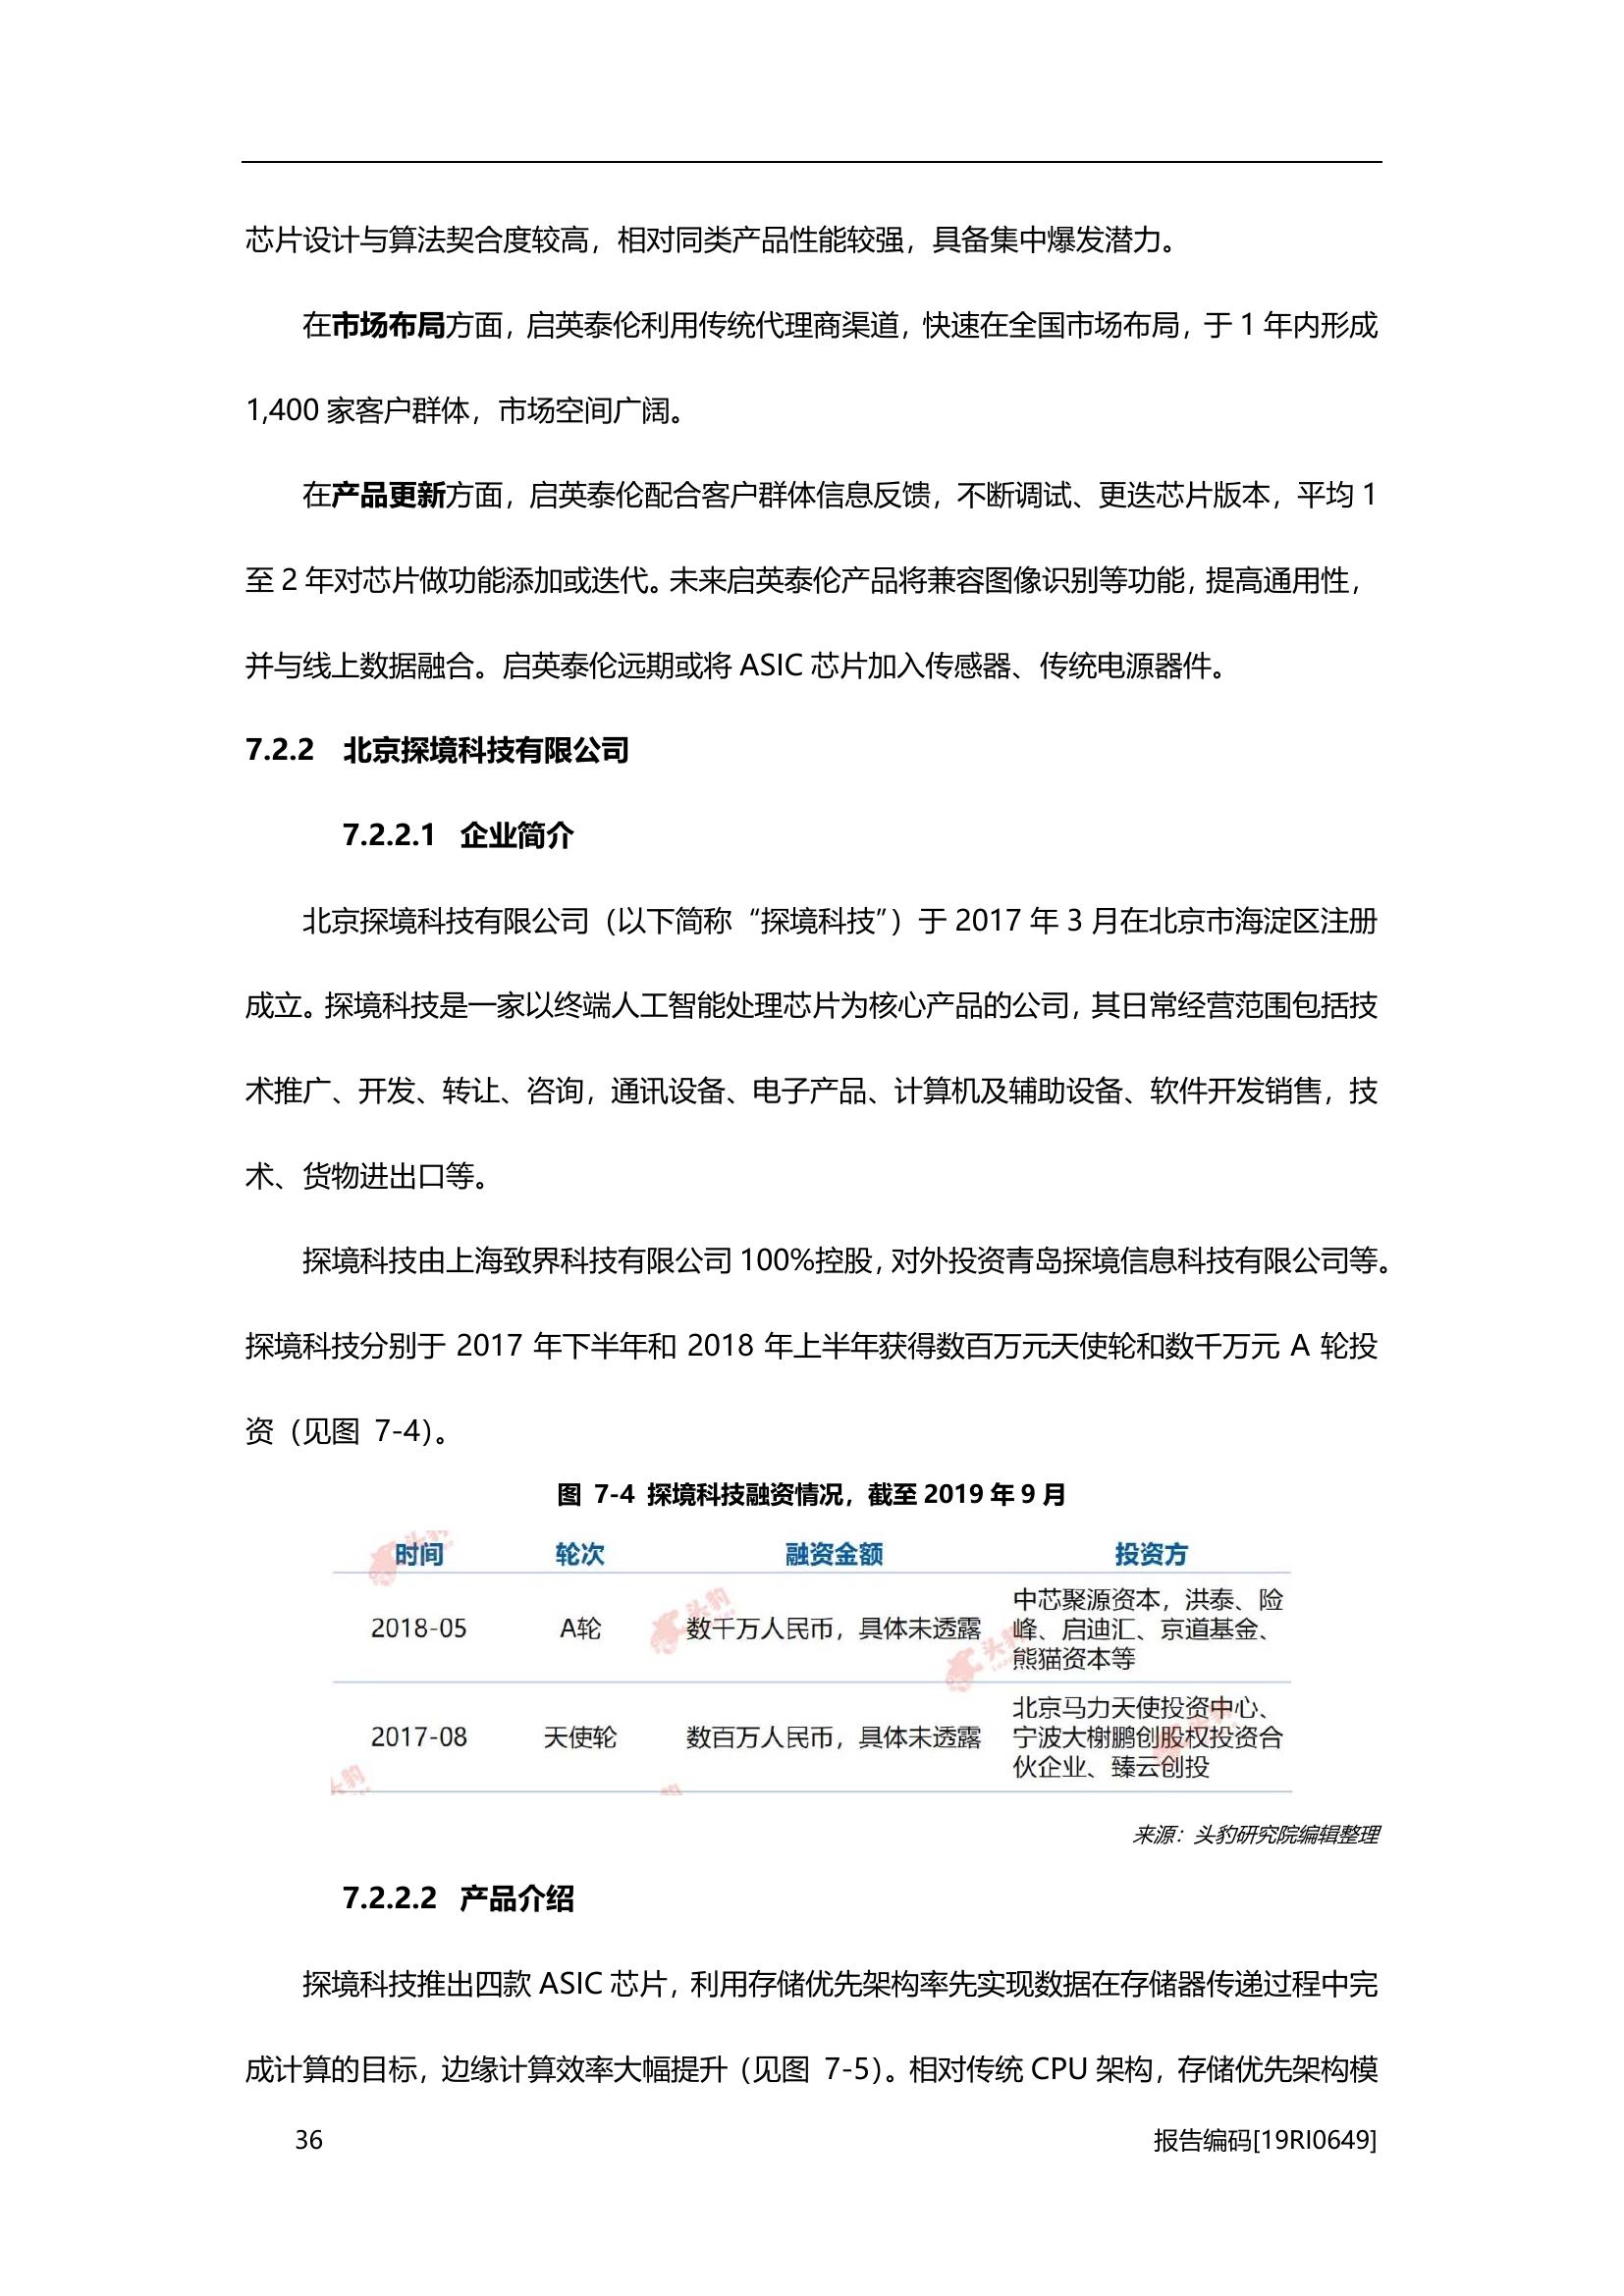 芯片设计与算法契合度较高，相对同类产品性能较强，具备集中爆发潜力。
在市场布局方面，启英泰伦利用传统代理商渠道，快速在全国市场布局，于 1 年内形成
1,400 家客户群体，市场空间广阔。
在产品更新方面，启英泰伦配合客户群体信息反馈，不断调试、更迭芯片版本，平均 1
至 2 年对芯片做功能添加或迭代。未来启英泰伦产品将兼容图像识别等功能，提高通用性，
并与线上数据融合。启英泰伦远期或将 ASIC 芯片加入传感器、传统电源器件。
7.2.2 北京探境科技有限公司
7.2.2.1 企业简介
北京探境科技有限公司（以下简称“探境科技”）于 2017 年 3 月在北京市海淀区注册
成立。探境科技是一家以终端人工智能处理芯片为核心产品的公司，其日常经营范围包括技
术推广、开发、转让、咨询，通讯设备、电子产品、计算机及辅助设备、软件开发销售，技
术、货物进出口等。
探境科技由上海致界科技有限公司 100%控股，对外投资青岛探境信息科技有限公司等。
探境科技分别于 2017 年下半年和 2018 年上半年获得数百万元天使轮和数千万元 A 轮投
资（见图 7-4）。
图 7-4 探境科技融资情况，截至 2019 年 9 月
时间 轮次 融资金额 投资方
中芯聚源资本，洪泰、险
2018-05 A轮 数千万人民币，具体未透露 峰、启迪汇、京道基金、
熊猫资本等
北京马力天使投资中心、
2017-08 天使轮 数百万人民币，具体未透露 宁波大榭鹏创股权投资合
伙企业、臻云创投
来源：头豹研究院编辑整理
7.2.2.2 产品介绍
探境科技推出四款 ASIC 芯片，利用存储优先架构率先实现数据在存储器传递过程中完
成计算的目标，边缘计算效率大幅提升（见图 7-5）。相对传统 CPU 架构，存储优先架构模
36 报告编码[19RI0649]